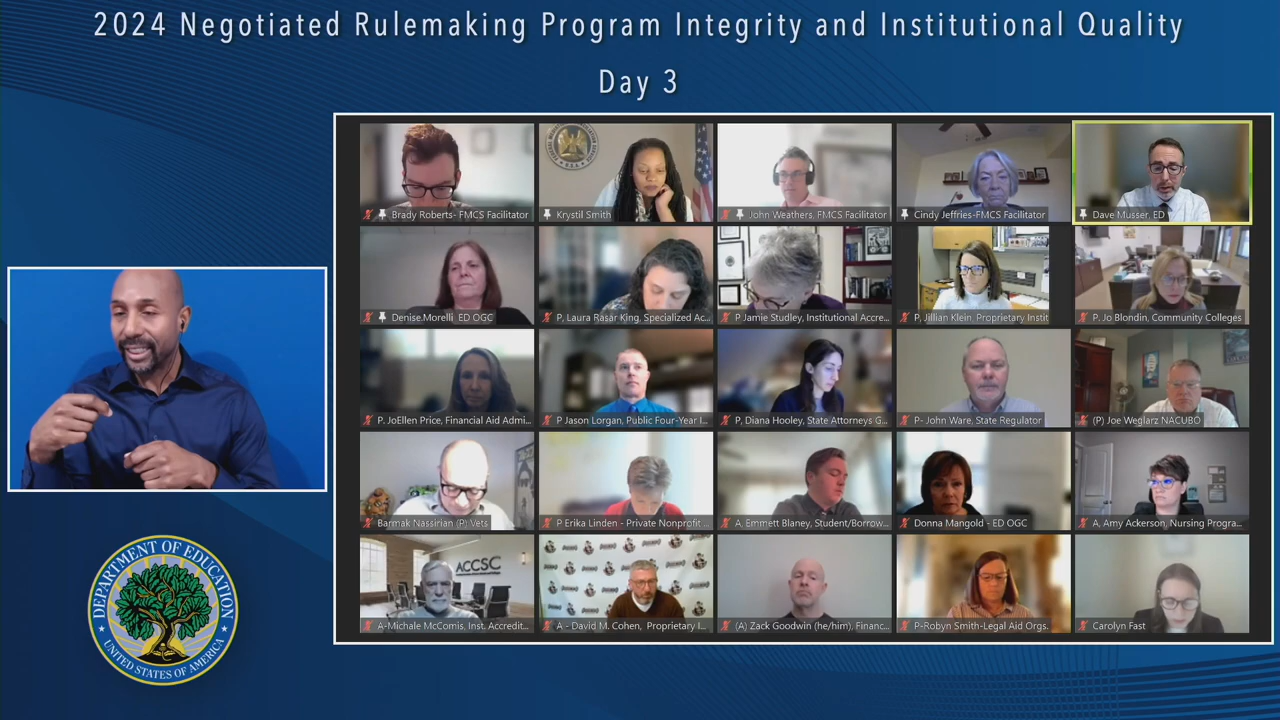 2024 Negotiated Rulemaking Program Integrity and Institutional Quality
Day 3
Brady Roberts- FMCS Facilitator
Krystil Smith
John Weathers, FMCS Facilitator
Cindy Jeffries-FMCS Facilitator
Dave Musser, ED
Denise.Morelli ED OGC
P, Laura Rasar King, Specialized Ac...
P Jamie Studley, Institutional Accre...
P, Jillian Klein, Proprietary Instit
P. Jo Blondin, Community Colleges
P. JoEllen Price, Financial Aid Admi...
P Jason Lorgan, Public Four-Year I...
P, Diana Hooley, State Attorneys G...
P- John Ware, State Regulator
(P) Joe Weglarz NACUBO
Barmak Nassirian (P) Vets
P Erika Linden - Private Nonprofit ...
A, Emmett Blaney, Student/Borrow...
Donna Mangold - ED OGC
A, Amy Ackerson, Nursing Progra...
ACCSC
A-Michale McComis, Inst. Accredit...
A - David M. Cohen, Proprietary I...
(A) Zack Goodwin (he/him), Financ...
P-Robyn Smith-Legal Aid Orgs.
Carolyn Fast
DEPARTMENT OF EDUCATION
UNITED STATES OF AMERICA